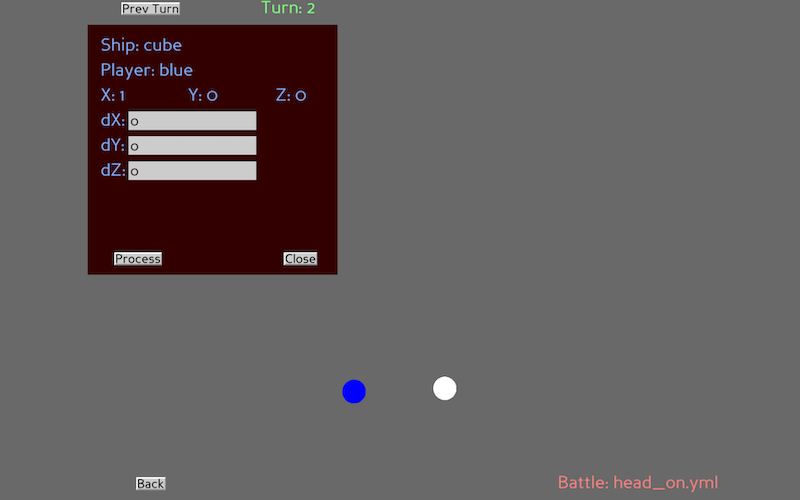 Prev Turn
Turn: 2
Ship: cube
Player: blue
X: 1 Y: 0 Z: 0
dX: 0
dY: 0
dZ: 0
Process
Close
Back
Battle: head_on.yml